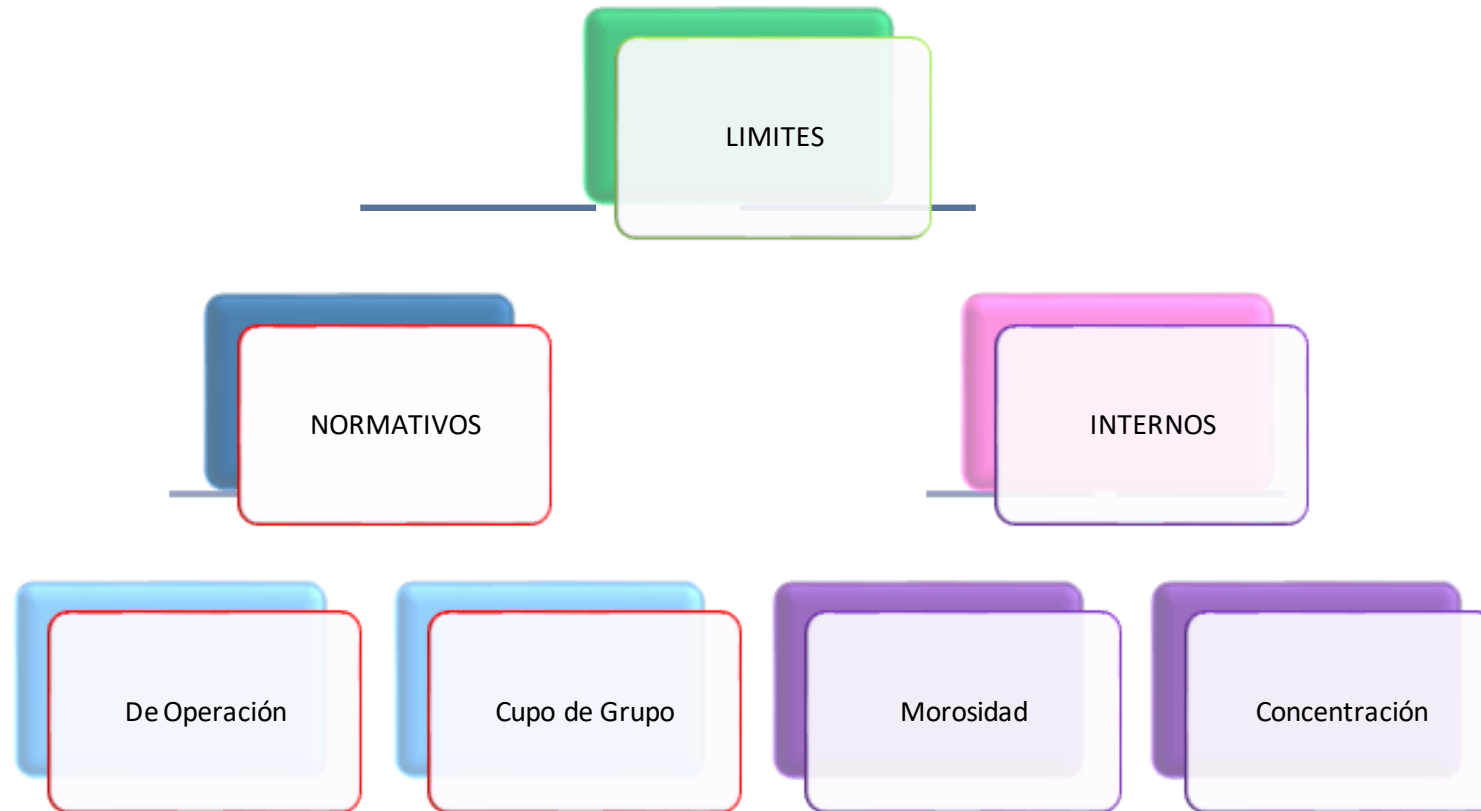 LIMITES
NORMATIVOS
INTERNOS
De Operación
Cupo de Grupo
Morosidad
Concentración